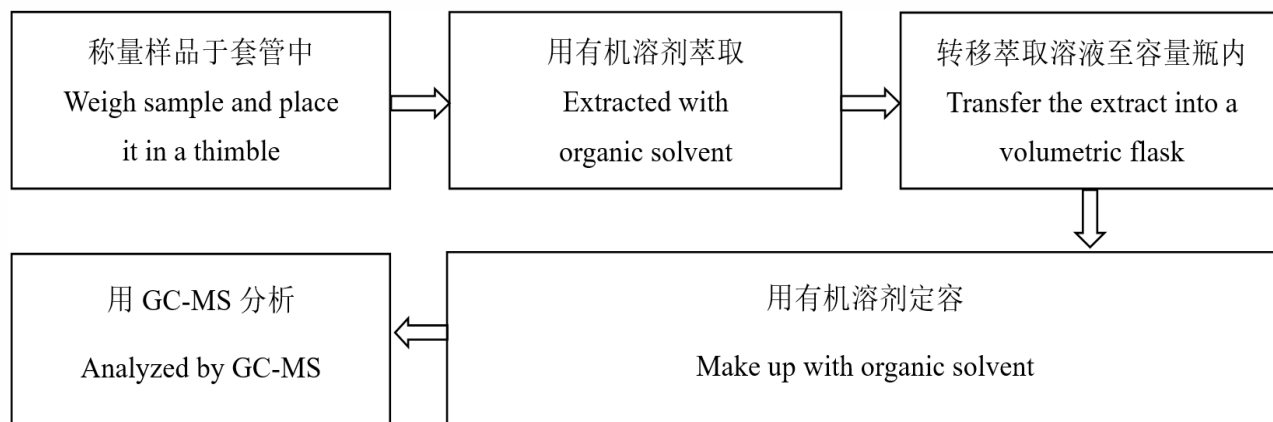 称量样品于套管中
Weigh sample and place
it in a thimble
用有机溶剂萃取
Extracted with
organic solvent
转移萃取溶液至容量瓶内
Transfer the extract into a
volumetric flask
用有机溶剂定容
Make up with organic solvent
用 GC-MS 分析
Analyzed by GC-MS